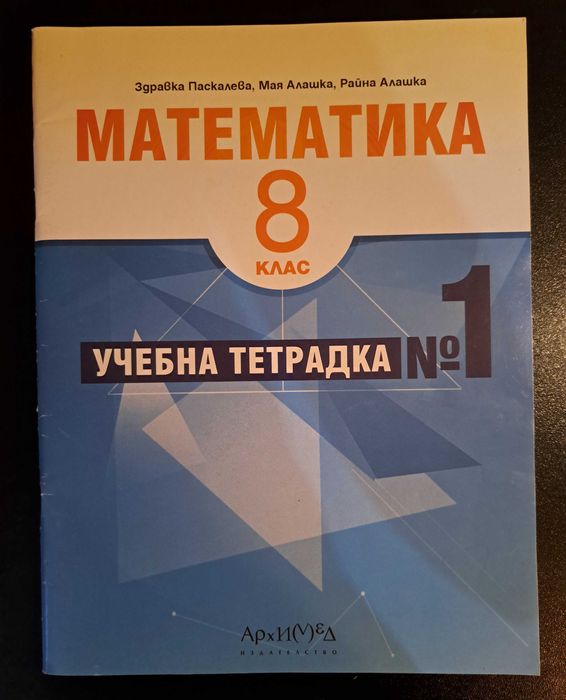 Здравка Паскалева, Мая Алашка, Райна Алашка
МАТЕМАТИКА
8
КЛАС
УЧЕБНА ТЕТРАДКА №1
АрхИМЕД
ИЗДАТЕЛСТВО